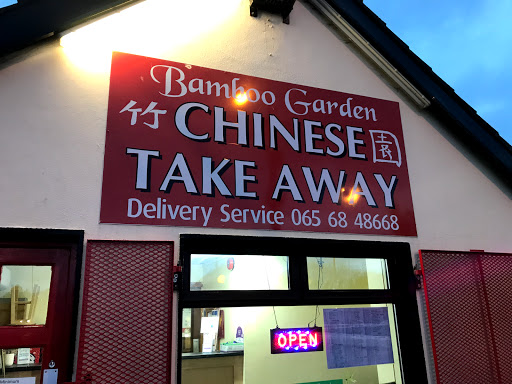 Bamboo Garden
竹 CHINESE 園
TAKE AWAY
Delivery Service 065 68 48668
OPEN